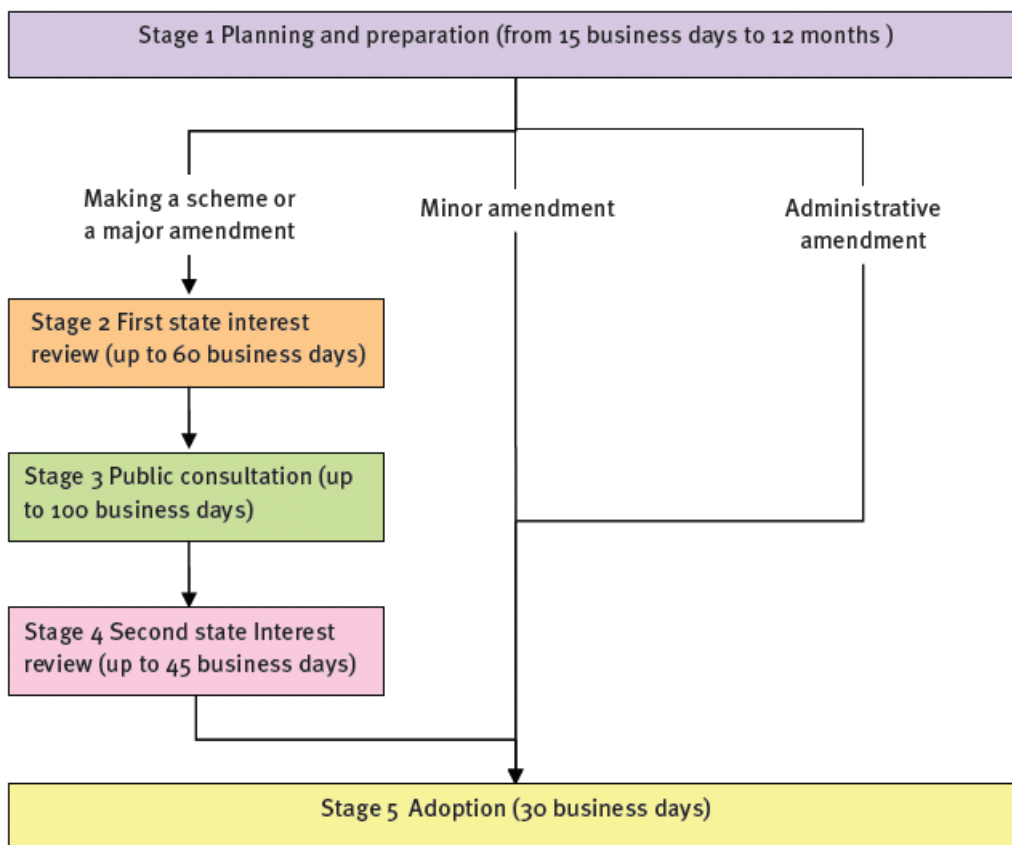 Stage 1 Planning and preparation (from 15 business days to 12 months )
Making a scheme or
a major amendment
Minor amendment
Administrative
amendment
Stage 2 First state interest
review (up to 60 business days)
Stage 3 Public consultation (up
to 100 business days)
Stage 4 Second state Interest
review (up to 45 business days)
Stage 5 Adoption (30 business days)